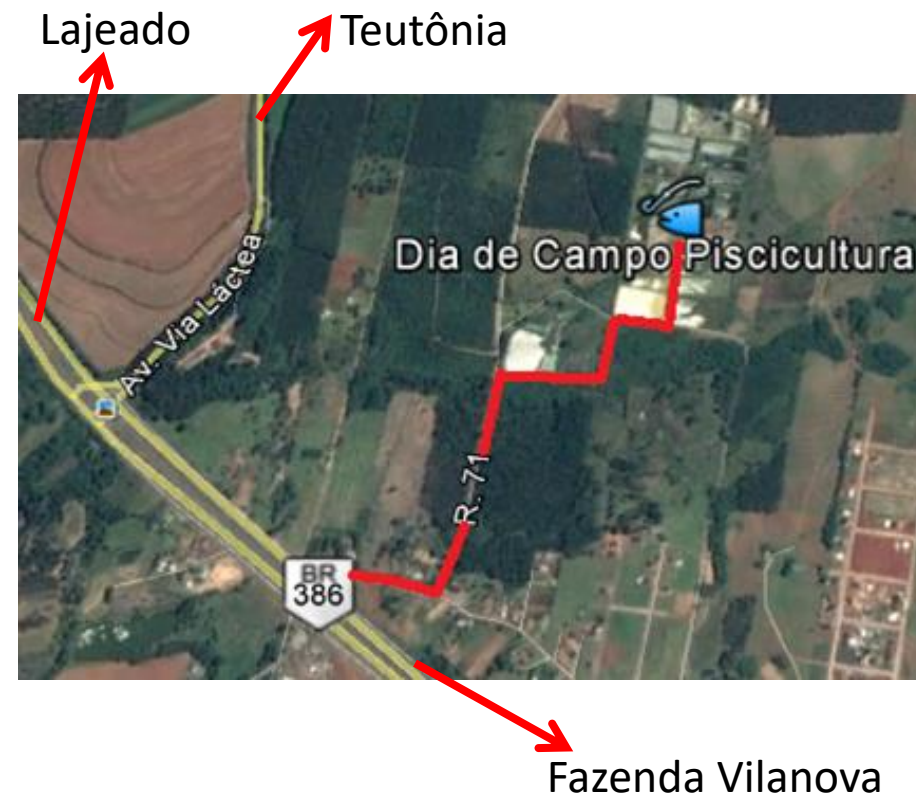 Lajeado
Teutônia
Dia de Campo Piscicultura
Av. Via Láctea
R. 71
BR
386
Fazenda Vilanova